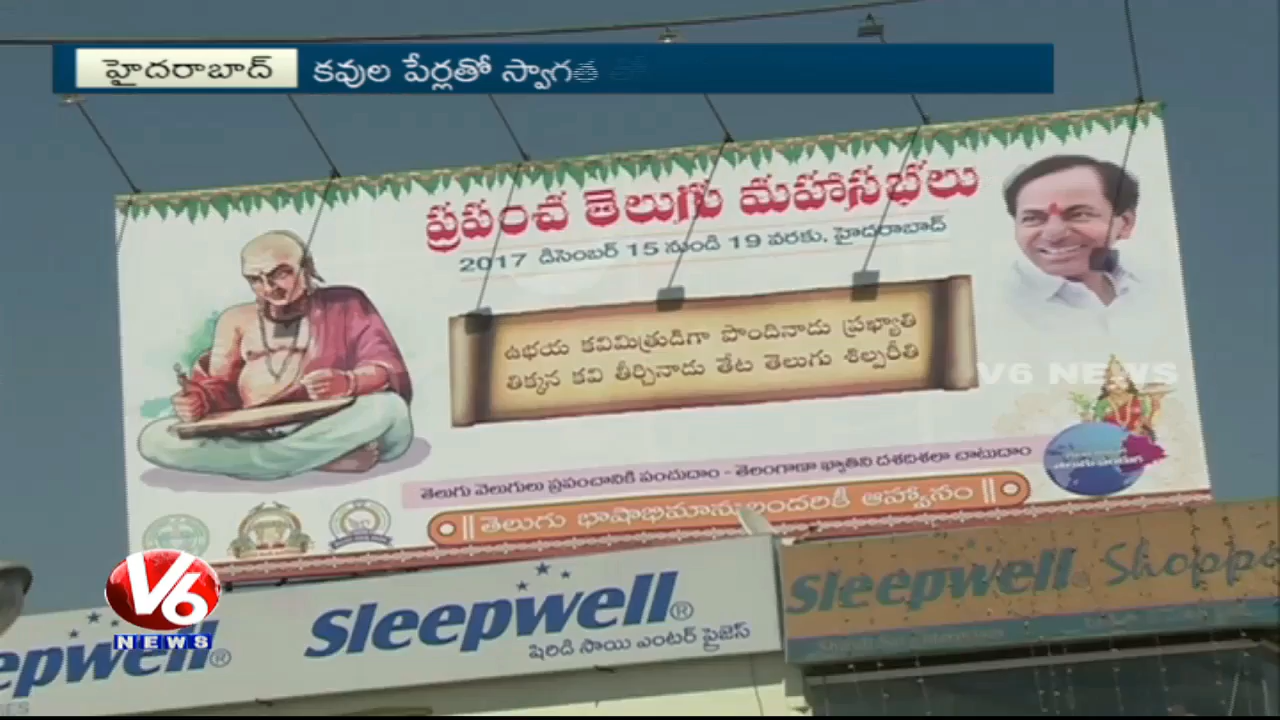 హైదరాబాద్ కవుల పేర్లతో స్వాగత
ప్రపంచ తెలుగు మహాసభలు
2017 డిసెంబర్ 15 నుండి 19 వరకు, హైదరాబాద్
ఉభయ కవిమిత్రుడిగా పొందినాడు ప్రఖ్యాతి
తిక్కన కవి తీర్చినాడు తేట తెలుగు శిల్పరీతి
V6 NEWS
తెలుగు వెలుగులు ప్రపంచానికి పంచుదాం - తెలంగాణా ఖ్యాతిని దశదిశలా చాటుదాం
|| తెలుగు భాషాభిమానులందరికీ ఆహ్వానం ||
Sleepwell®
షిరిడి సాయి ఎంటర్ ప్రైజెస్
Sleepwell® Shoppe
epwell®
V6
NEWS